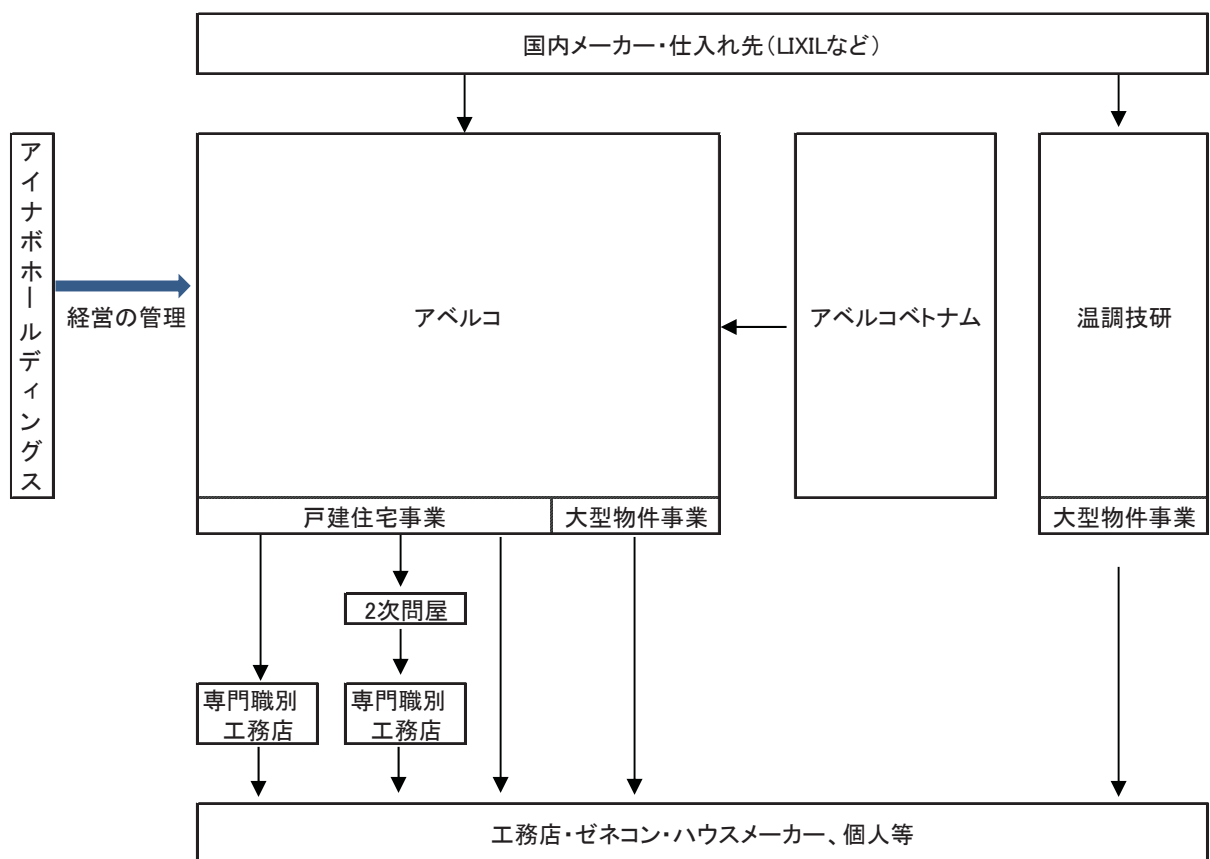 国内メーカー・仕入れ先（LIXILなど）
アイナボホールディングス
経営の管理
アベルコ
アベルコベトナム
温調技研
戸建住宅事業
大型物件事業
大型物件事業
2次問屋
専門職別
工務店
専門職別
工務店
工務店・ゼネコン・ハウスメーカー、個人等